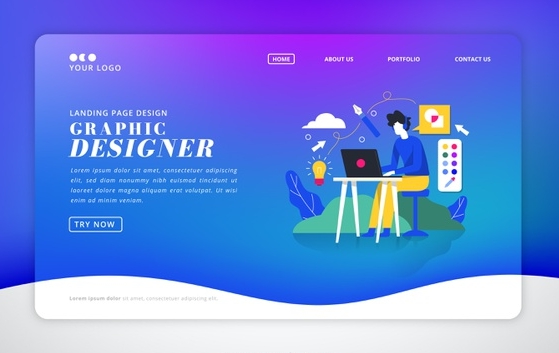 YOUR LOGO
HOME
ABOUT US
PORTFOLIO
CONTACT US
LANDING PAGE DESIGN
GRAPHIC
DESIGNER
Lorem ipsum dolor sit amet, consectetuer adipiscing
elit, sed diam nonummy nibh euismod tincidunt ut
laoreet dolore magna aliquam erat volutpat. Ut wisi
enim ad minim veniam.
TRY NOW
Lorem ipsum dolor sit amet, consectetuer adipiscing elit.